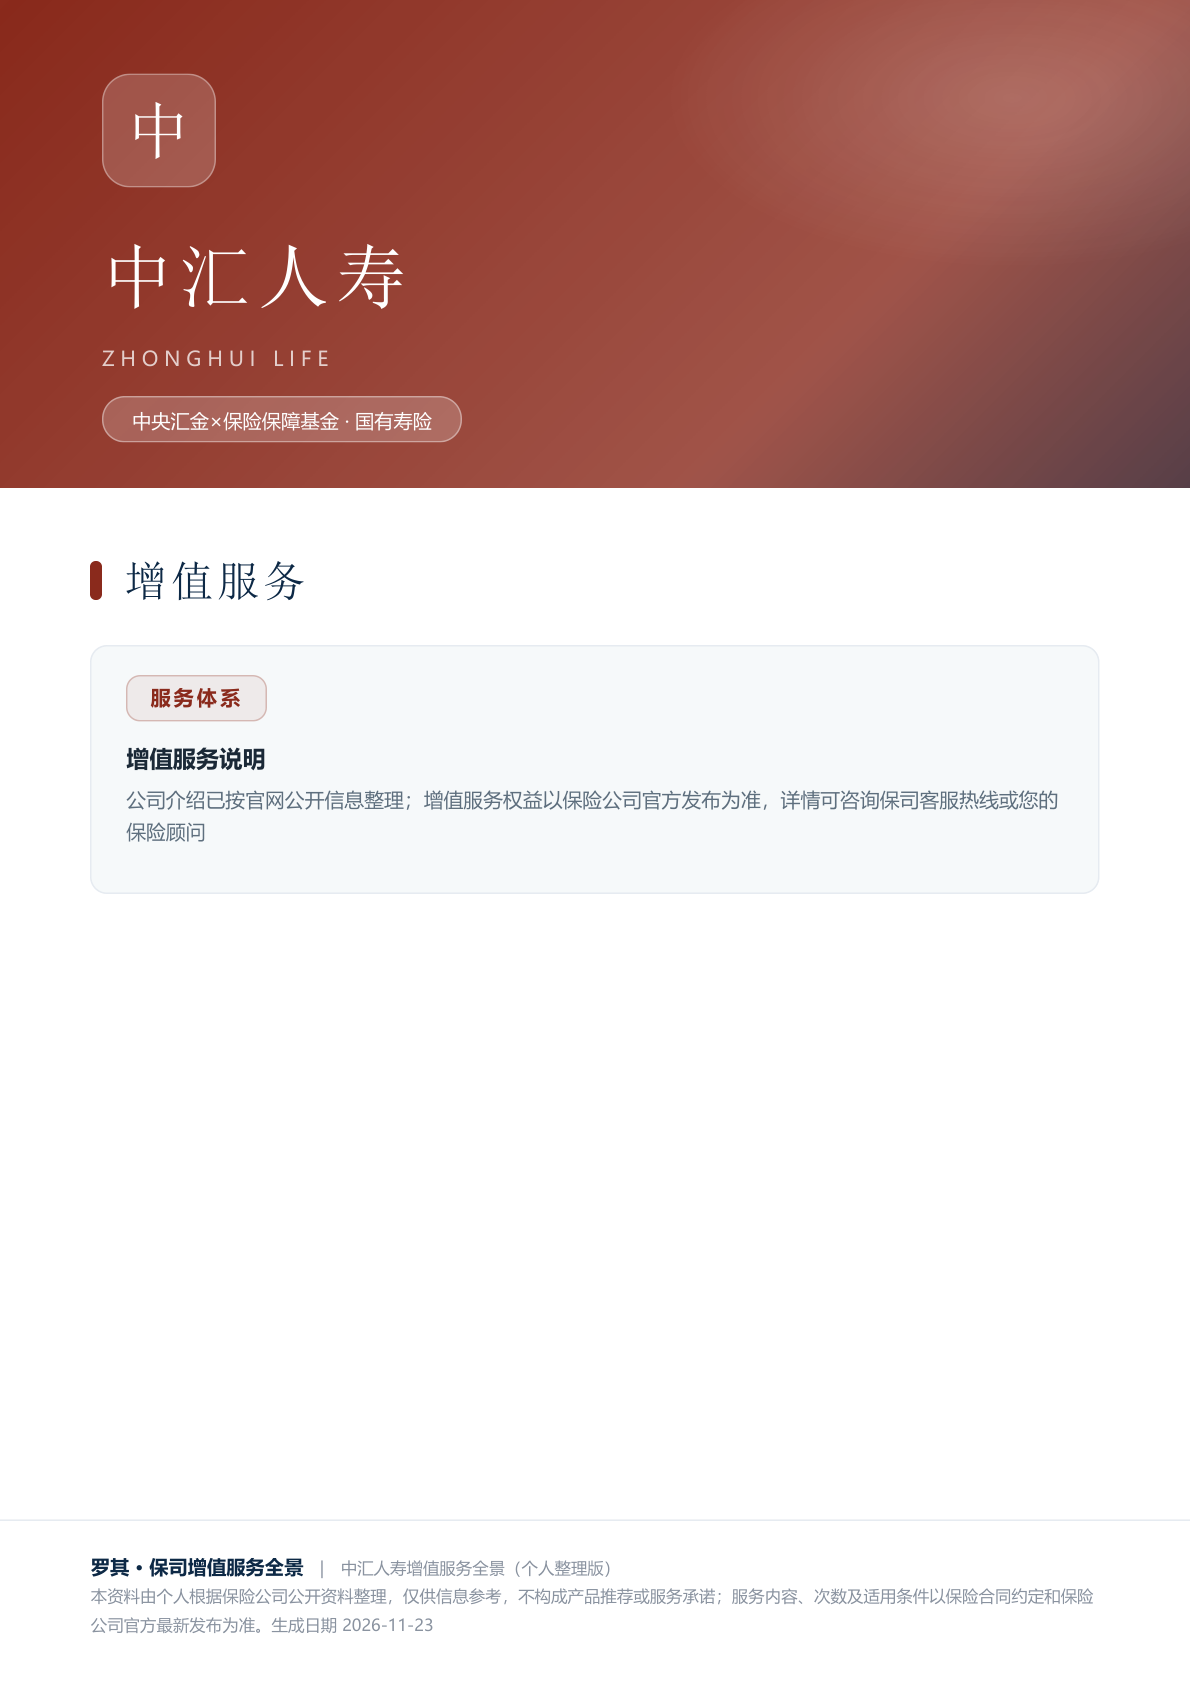 中
中汇人寿
ZHONGHUI LIFE
中央汇金×保险保障基金 · 国有寿险
增值服务
服务体系
增值服务说明
公司介绍已按官网公开信息整理；增值服务权益以保险公司官方发布为准，详情可咨询保司客服热线或您的
保险顾问
罗其 • 保司增值服务全景 | 中汇人寿增值服务全景（个人整理版）
本资料由个人根据保险公司公开资料整理，仅供信息参考，不构成产品推荐或服务承诺；服务内容、次数及适用条件以保险合同约定和保险
公司官方最新发布为准。生成日期 2026-11-23